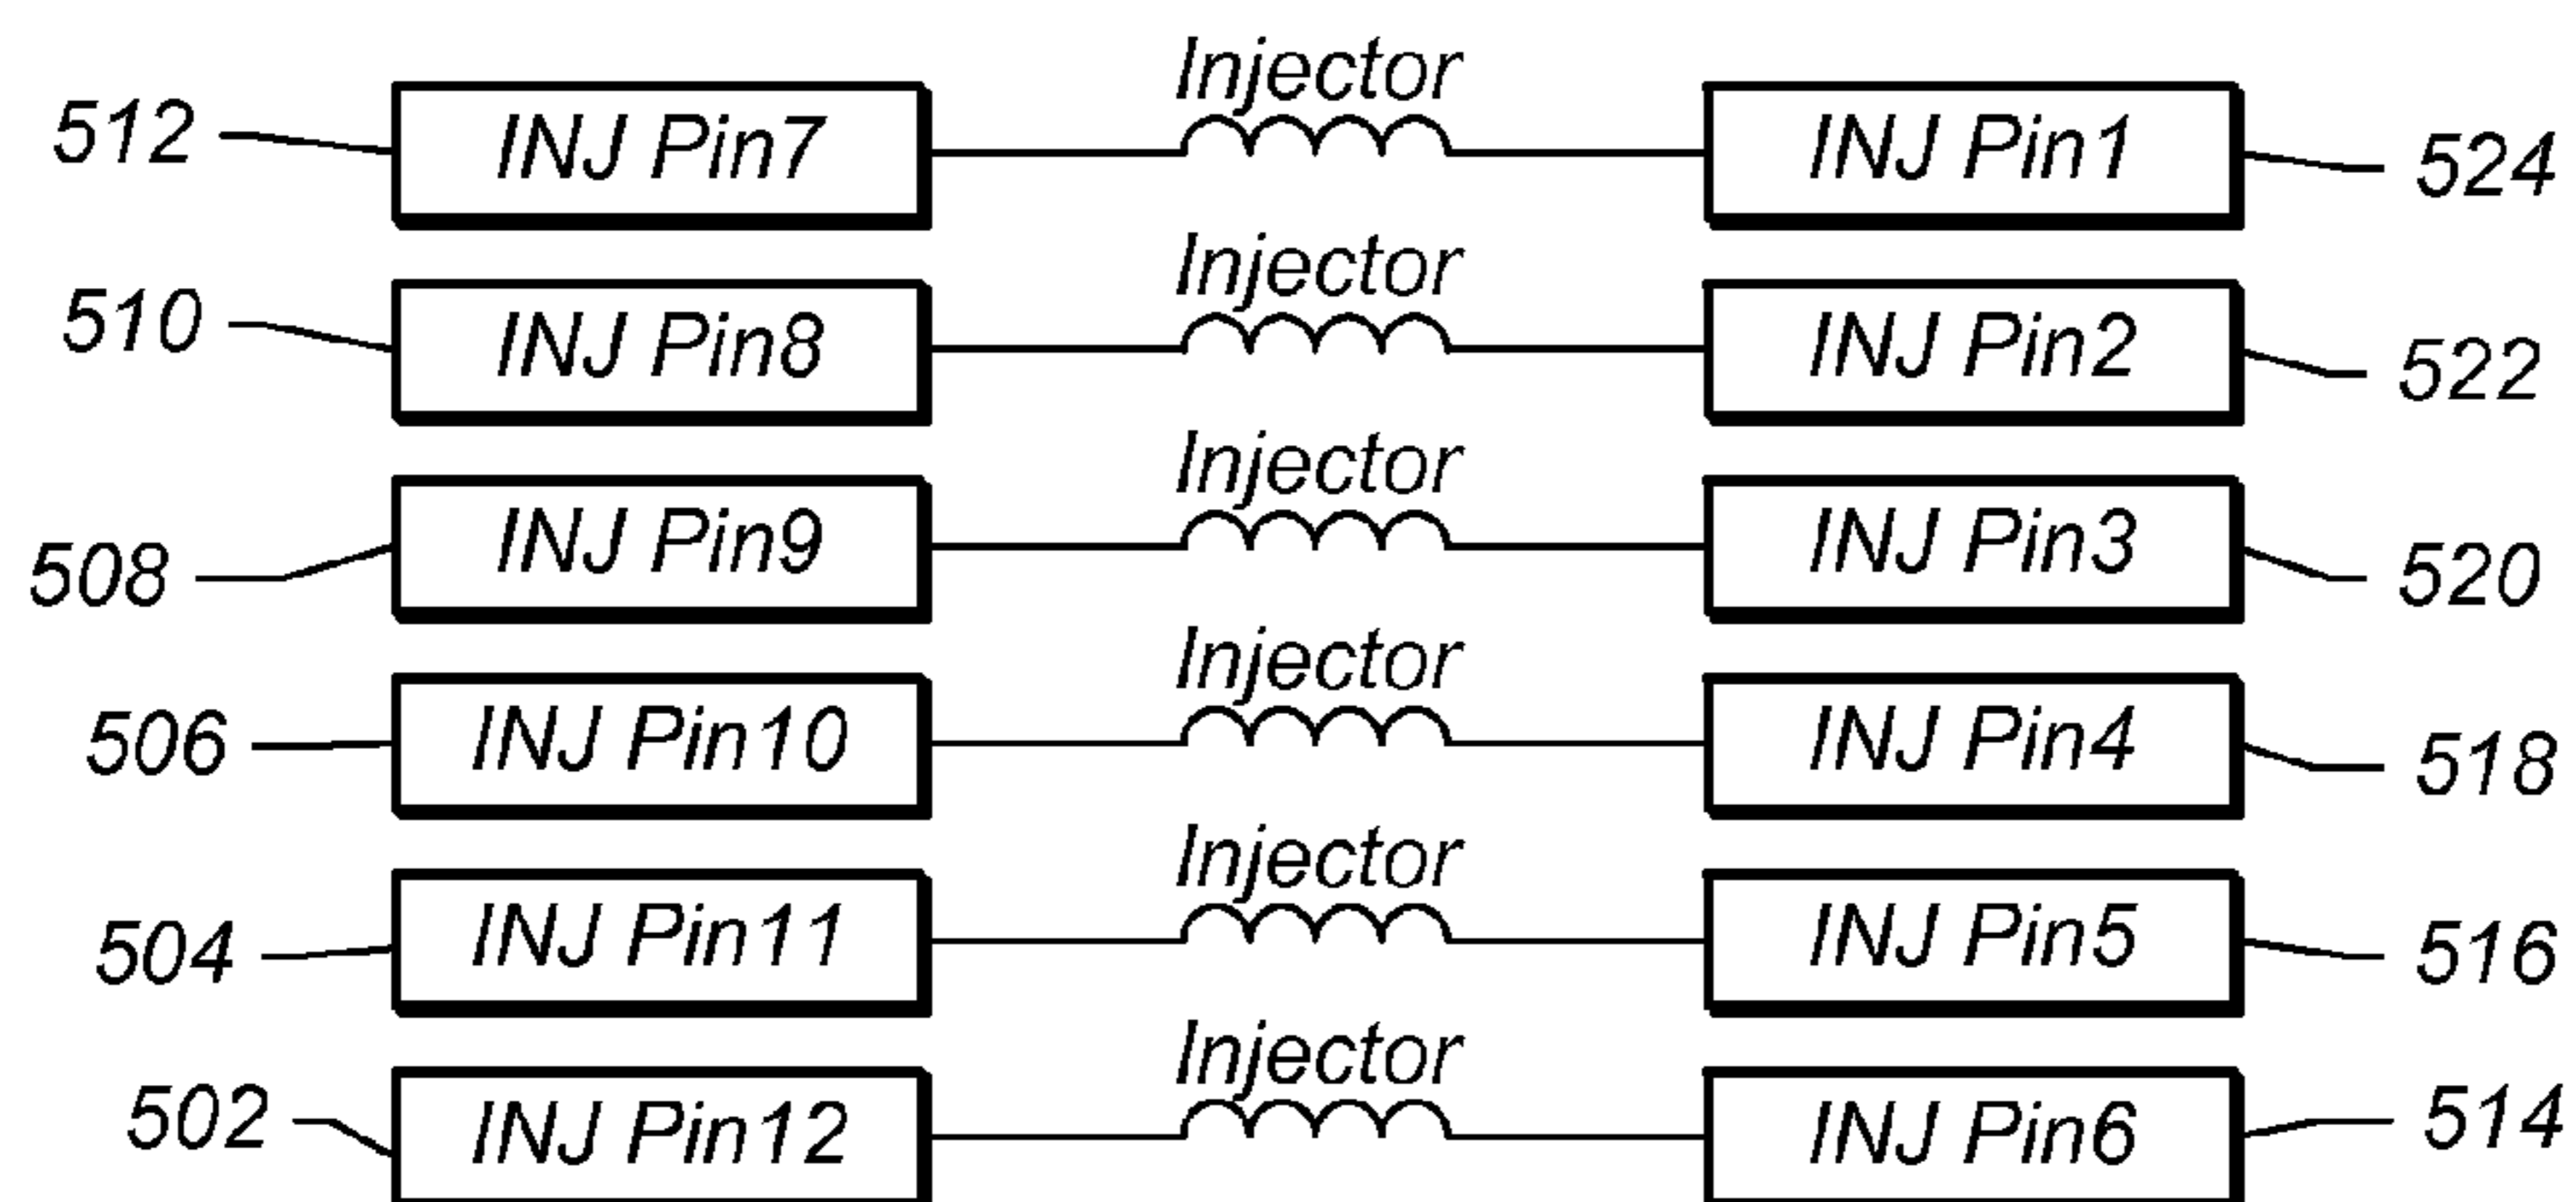 Injector
512 INJ Pin7 INJ Pin1 524
Injector
510 INJ Pin8 INJ Pin2 522
Injector
508 INJ Pin9 INJ Pin3 520
Injector
506 INJ Pin10 INJ Pin4 518
Injector
504 INJ Pin11 INJ Pin5 516
Injector
502 INJ Pin12 INJ Pin6 514